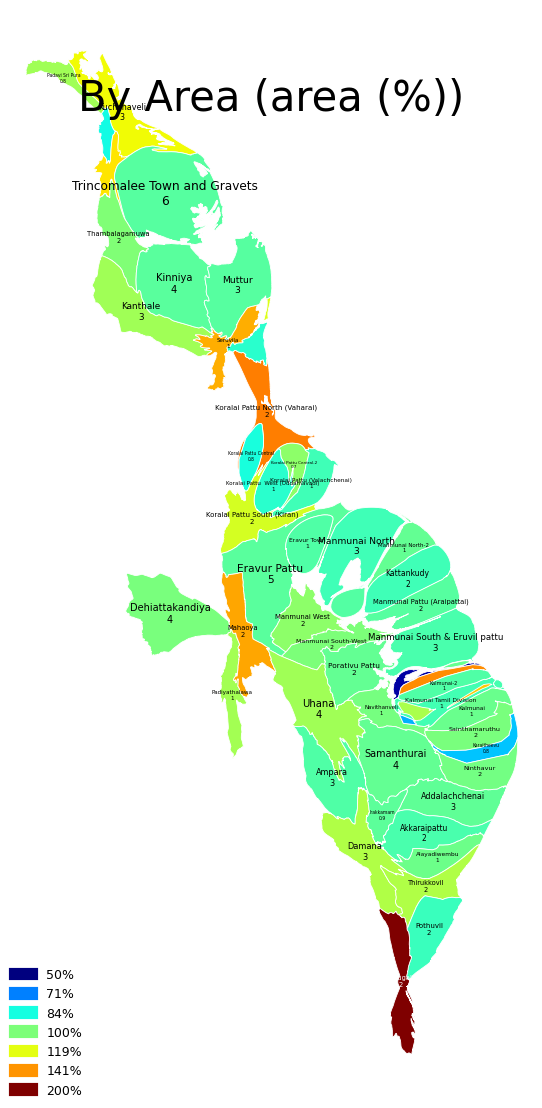 By Area (area (%))
Padavi Sri Pura
0.8
3
Trincomalee Town and Gravets
6
Thambalagamuwa
2
Kinniya
4
Muttur
3
Kanthale
3
Seruvila
Koralai Pattu North (Vaharai)
2
Koralai Pattu Central
0.8
Koralai Pattu Central-2
0.7
Koralai Pattu (Valachchenai)
1
Koralai Pattu West (Oddamavadi)
1
Koralai Pattu South (Kiran)
2
Eravur Town
1
Manmunai North
3
Manmunai North-2
1
Eravur Pattu
5
Kattankudy
2
Manmunai Pattu (Araipattai)
2
Dehiattakandiya
4
Manmunai West
2
Mahaoya
2
Manmunai South & Eruvil pattu
3
Manmunai South-West
2
Porativu Pattu
2
Kalmunai-2
1
Padiyathalawa
1
Kalmunai Tamil Division
1
Uhana
4
Navithanveli
1
Kalmunai
1
Sainthamaruthu
2
Karaitheevu
0.8
Samanthurai
4
Ninthavur
2
Ampara
3
Addalachchenai
3
Irakkamam
0.9
Akkaraipattu
2
Damana
3
Alayadiwembu
1
Thirukkovil
2
Pothuvil
2
50%
71%
84%
100%
119%
141%
200%